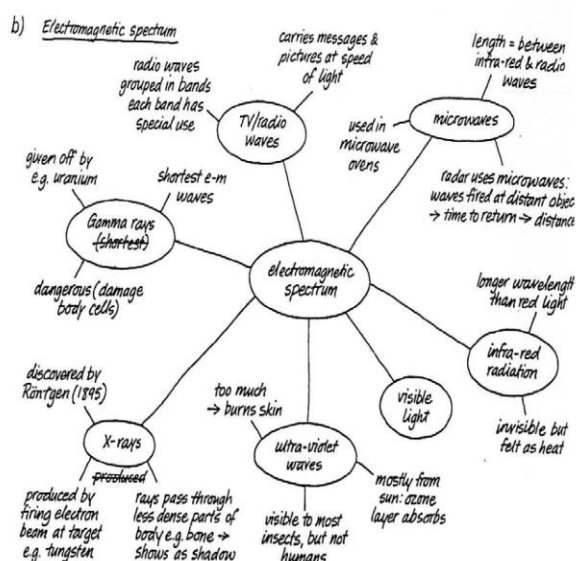 b) Electromagnetic spectrum
radio waves
grouped in bands
each band has
special use
carries messages &
pictures at speed
of light
TV/radio
waves
length = between
infra-red & radio
waves
used in
microwave
ovens
microwaves
radar uses microwaves:
waves fired at distant objec
→ time to return → distance
given off by
e.g. uranium
shortest e-m
waves
Gamma rays
(shortest)
dangerous (damage
body cells)
electromagnetic
spectrum
longer wavelength
than red light
infra-red
radiation
invisible but
felt as heat
visible
light
discovered by
Röntgen (1895)
X-rays
produced
produced by
firing electron
beam at target
e.g. tungsten
rays pass through
less dense parts of
body e.g. bone →
shows as shadow
too much
→ burns skin
ultra-violet
waves
mostly from
sun: ozone
layer absorbs
visible to most
insects, but not
humans